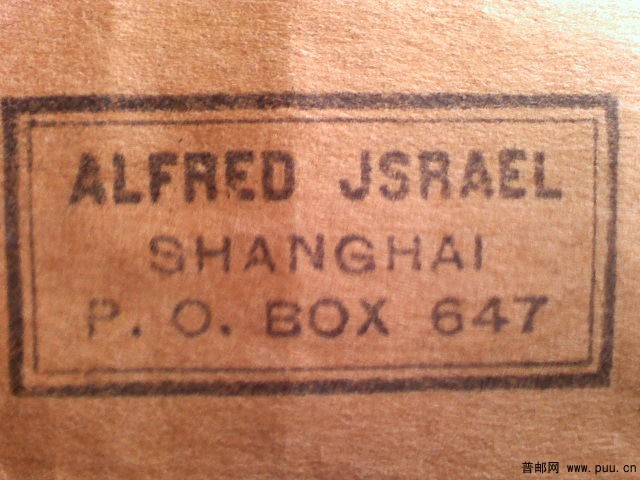 ALFRED JSRAEL
SHANGHAI
P. O. BOX 647
普邮网 www.puu.cn